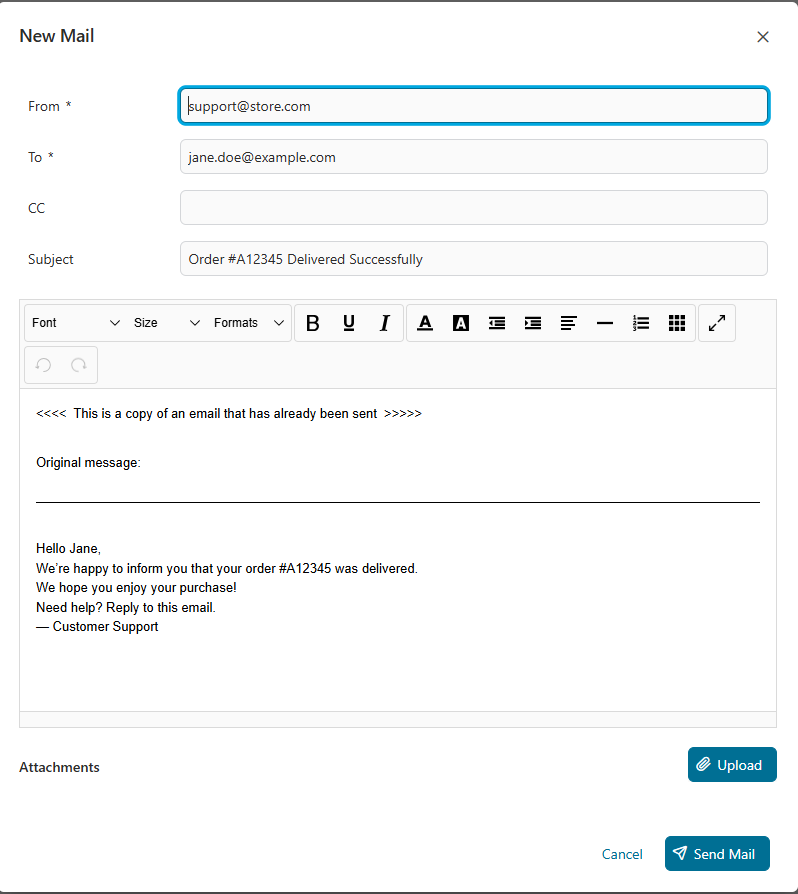 New Mail
From *
support@store.com
To *
jane.doe@example.com
CC
Subject
Order #A12345 Delivered Successfully
Font Size Formats B U I A A
<<<< This is a copy of an email that has already been sent >>>>>
Original message:
Hello Jane,
We’re happy to inform you that your order #A12345 was delivered.
We hope you enjoy your purchase!
Need help? Reply to this email.
— Customer Support
Attachments
Upload
Cancel Send Mail